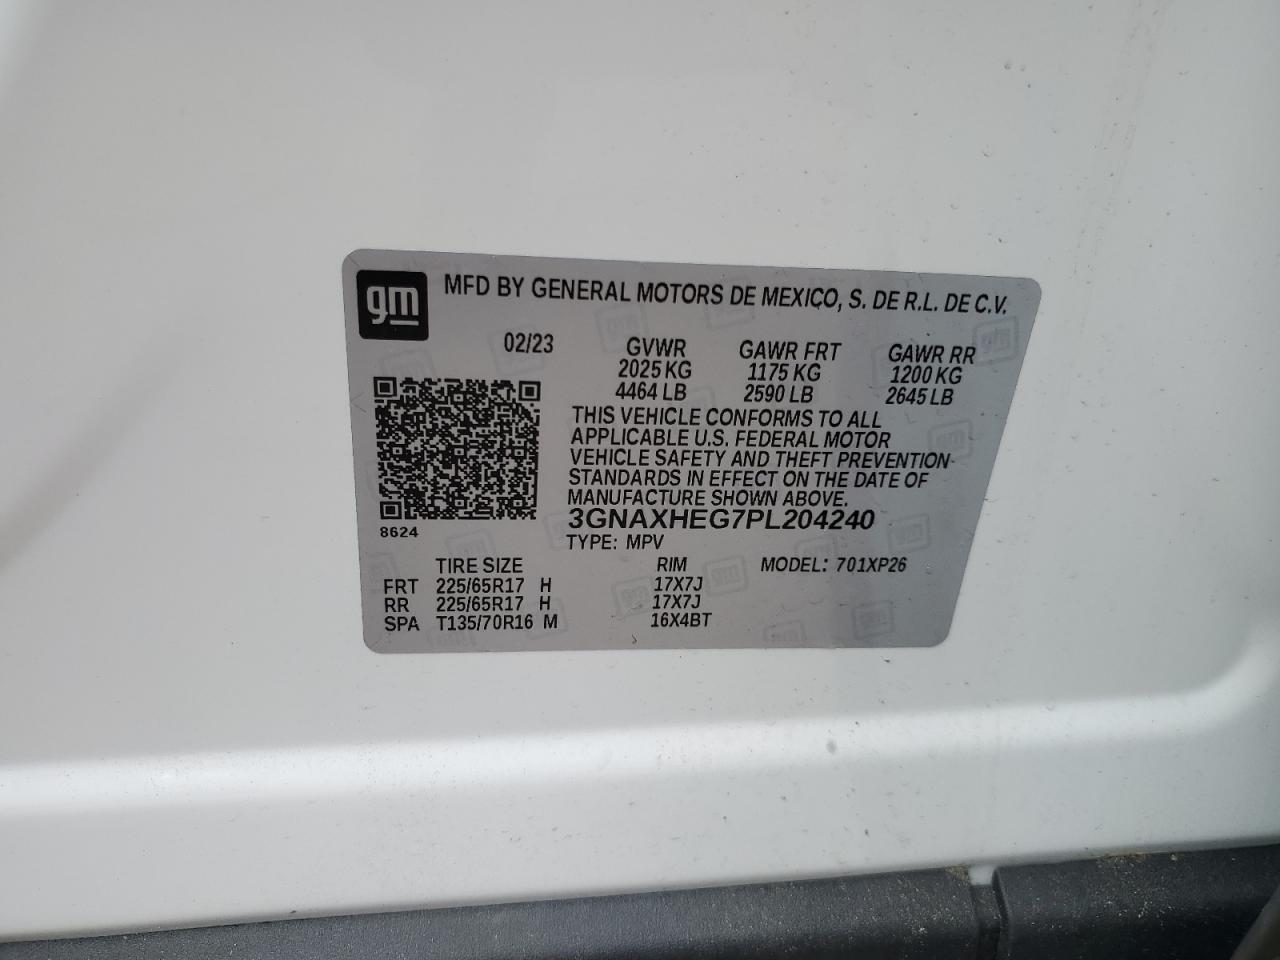 gm
MFD BY GENERAL MOTORS DE MEXICO, S. DE R.L. DE C.V.
02/23 GVWR GAWR FRT GAWR RR
2025 KG 1175 KG 1200 KG
4464 LB 2590 LB 2645 LB
THIS VEHICLE CONFORMS TO ALL
APPLICABLE U.S. FEDERAL MOTOR
VEHICLE SAFETY AND THEFT PREVENTION
STANDARDS IN EFFECT ON THE DATE OF
MANUFACTURE SHOWN ABOVE.
3GNAXHEG7PL204240
8624
TYPE: MPV
TIRE SIZE RIM MODEL: 701XP26
FRT 225/65R17 H 17X7J
RR 225/65R17 H 17X7J
SPA T135/70R16 M 16X4BT